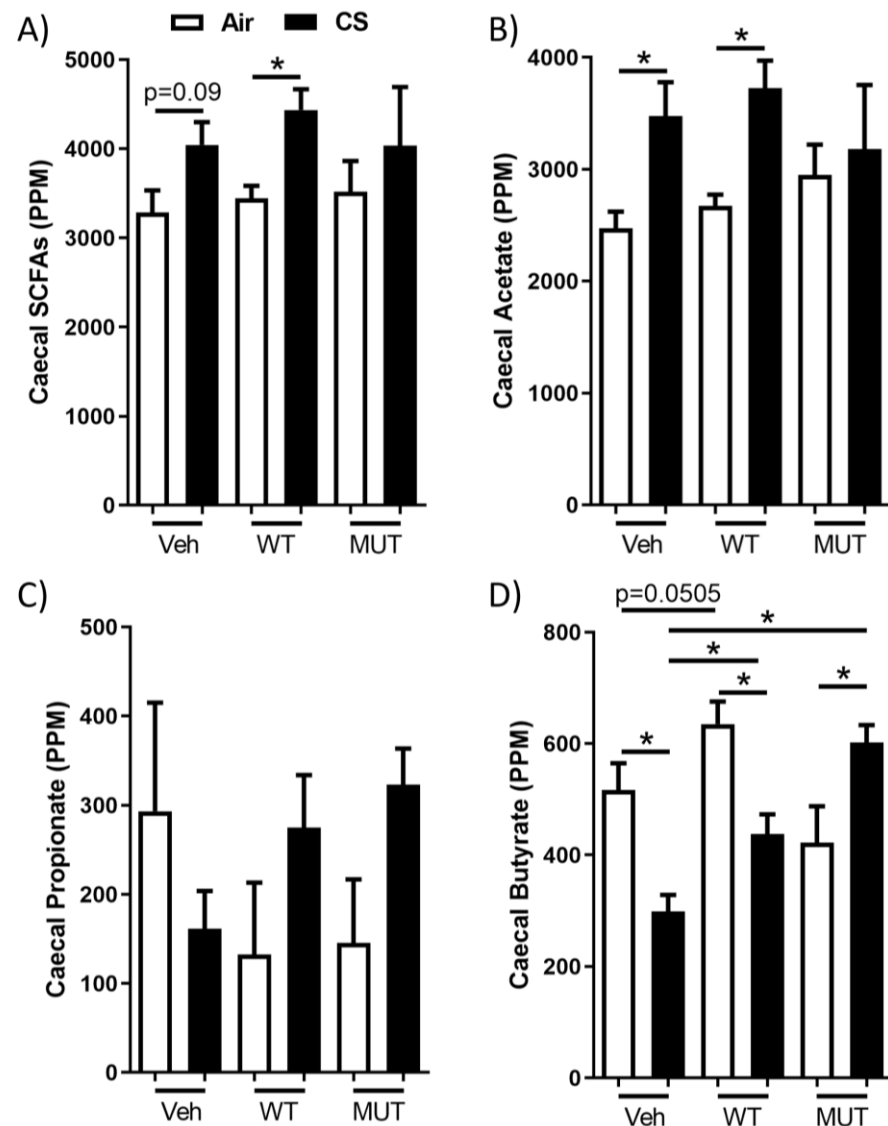 A)
Air CS
5000
4000
3000
2000
1000
0
Caecal SCFAs (PPM)
p=0.09
*
Veh WT MUT
B)
4000
3000
2000
1000
0
Caecal Acetate (PPM)
* *
Veh WT MUT
C)
500
400
300
200
100
0
Caecal Propionate (PPM)
Veh WT MUT
D)
800
600
400
200
0
Caecal Butyrate (PPM)
p=0.0505
*
*
* * *
Veh WT MUT